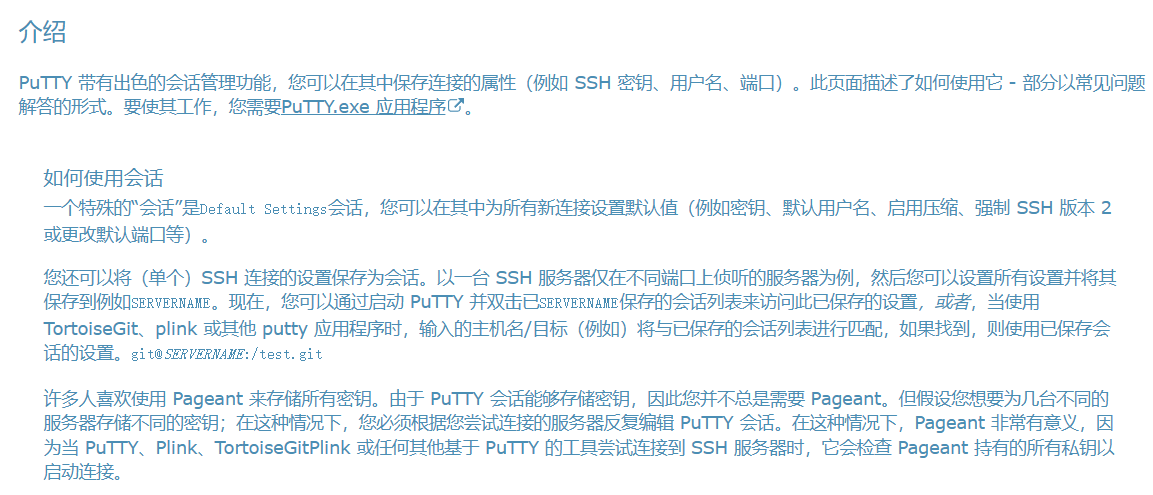 介绍
PuTTY 带有出色的会话管理功能，您可以在其中保存连接的属性（例如 SSH 密钥、用户名、端口）。此页面描述了如何使用它 - 部分以常见问题
解答的形式。要使其工作，您需要PuTTY.exe 应用程序。
如何使用会话
一个特殊的“会话”是Default Settings会话，您可以在其中为所有新连接设置默认值（例如密钥、默认用户名、启用压缩、强制 SSH 版本 2
或更改默认端口等）。
您还可以将（单个）SSH 连接的设置保存为会话。以一台 SSH 服务器仅在不同端口上侦听的服务器为例，然后您可以设置所有设置并将其
保存到例如SERVERNAME。现在，您可以通过启动 PuTTY 并双击已SERVERNAME保存的会话列表来访问此已保存的设置，或者，当使用
TortoiseGit、plink 或其他 putty 应用程序时，输入的主机名/目标（例如）将与已保存的会话列表进行匹配，如果找到，则使用已保存会
话的设置。git@SERVERNAME:/test.git
许多人喜欢使用 Pageant 来存储所有密钥。由于 PuTTY 会话能够存储密钥，因此您并不总是需要 Pageant。但假设您想要为几台不同的
服务器存储不同的密钥；在这种情况下，您必须根据您尝试连接的服务器反复编辑 PuTTY 会话。在这种情况下，Pageant 非常有意义，因
为当 PuTTY、Plink、TortoiseGitPlink 或任何其他基于 PuTTY 的工具尝试连接到 SSH 服务器时，它会检查 Pageant 持有的所有私钥以
启动连接。